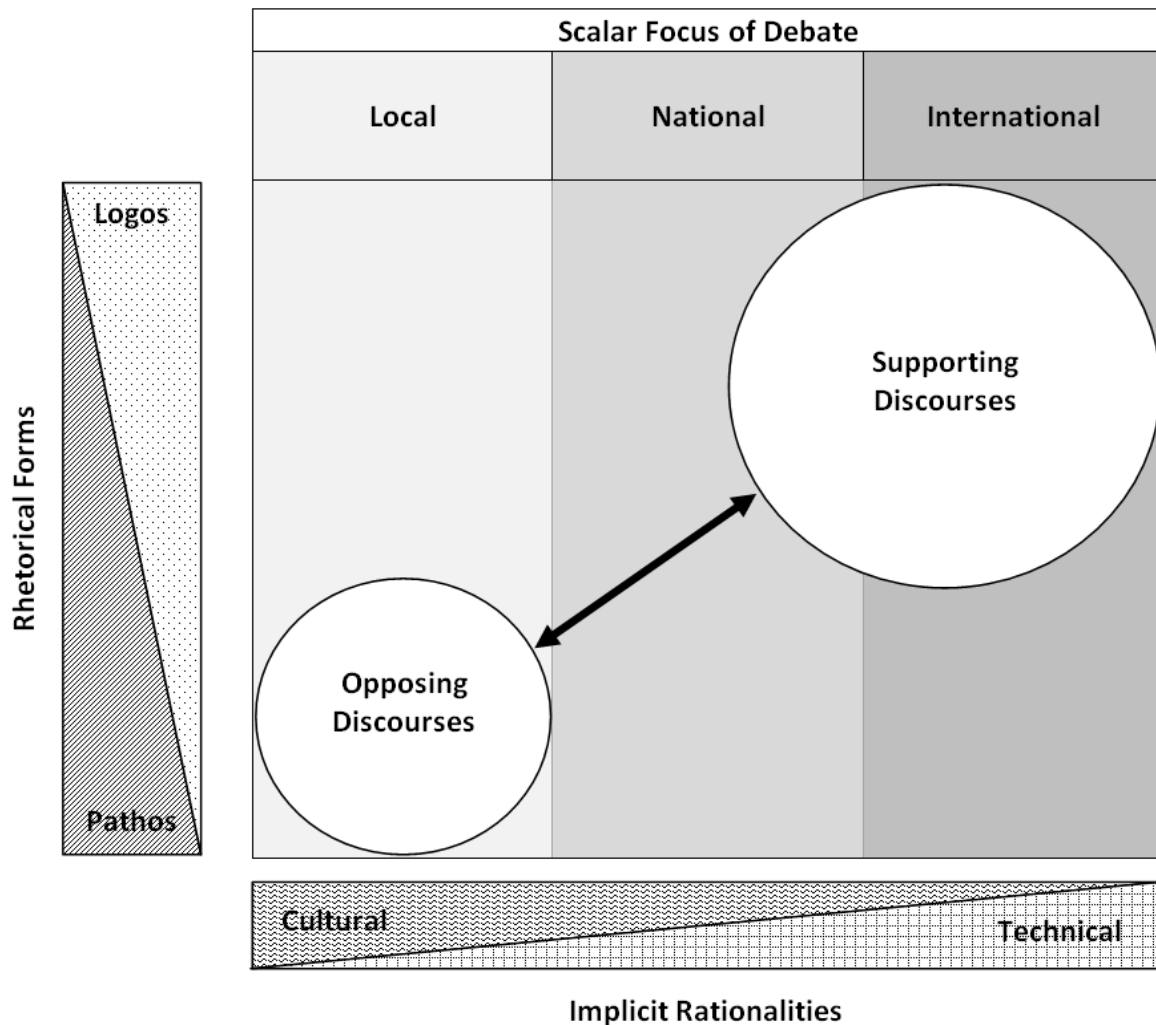 Scalar Focus of Debate
Local
National
International
Logos
Supporting
Discourses
Rhetorical Forms
Opposing
Discourses
Pathos
Cultural
Technical
Implicit Rationalities